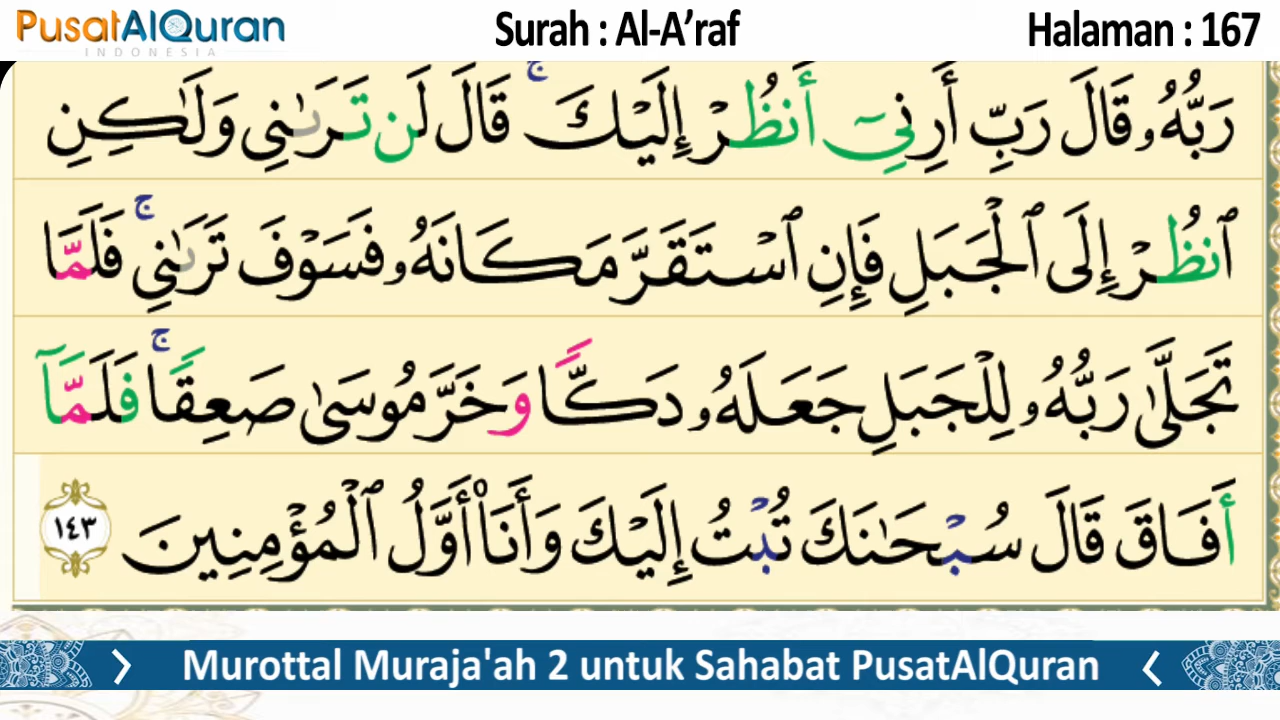 PusatAlQuran
INDONESIA
Surah : Al-A’raf
Halaman : 167
رَبُّهُۥ قَالَ رَبِّ أَرِنِيٓ أَنظُرۡ إِلَيۡكَۚ قَالَ لَن تَرَىٰنِي وَلَٰكِنِ
ٱنظُرۡ إِلَى ٱلۡجَبَلِ فَإِنِ ٱسۡتَقَرَّ مَكَانَهُۥ فَسَوۡفَ تَرَىٰنِيۚ فَلَمَّا
تَجَلَّىٰ رَبُّهُۥ لِلۡجَبَلِ جَعَلَهُۥ دَكّٗا وَخَرَّ مُوسَىٰ صَعِقٗاۚ فَلَمَّآ
أَفَاقَ قَالَ سُبۡحَٰنَكَ تُبۡتُ إِلَيۡكَ وَأَنَا۠ أَوَّلُ ٱلۡمُؤۡمِنِينَ ١٤٣
Murottal Muraja'ah 2 untuk Sahabat PusatAlQuran